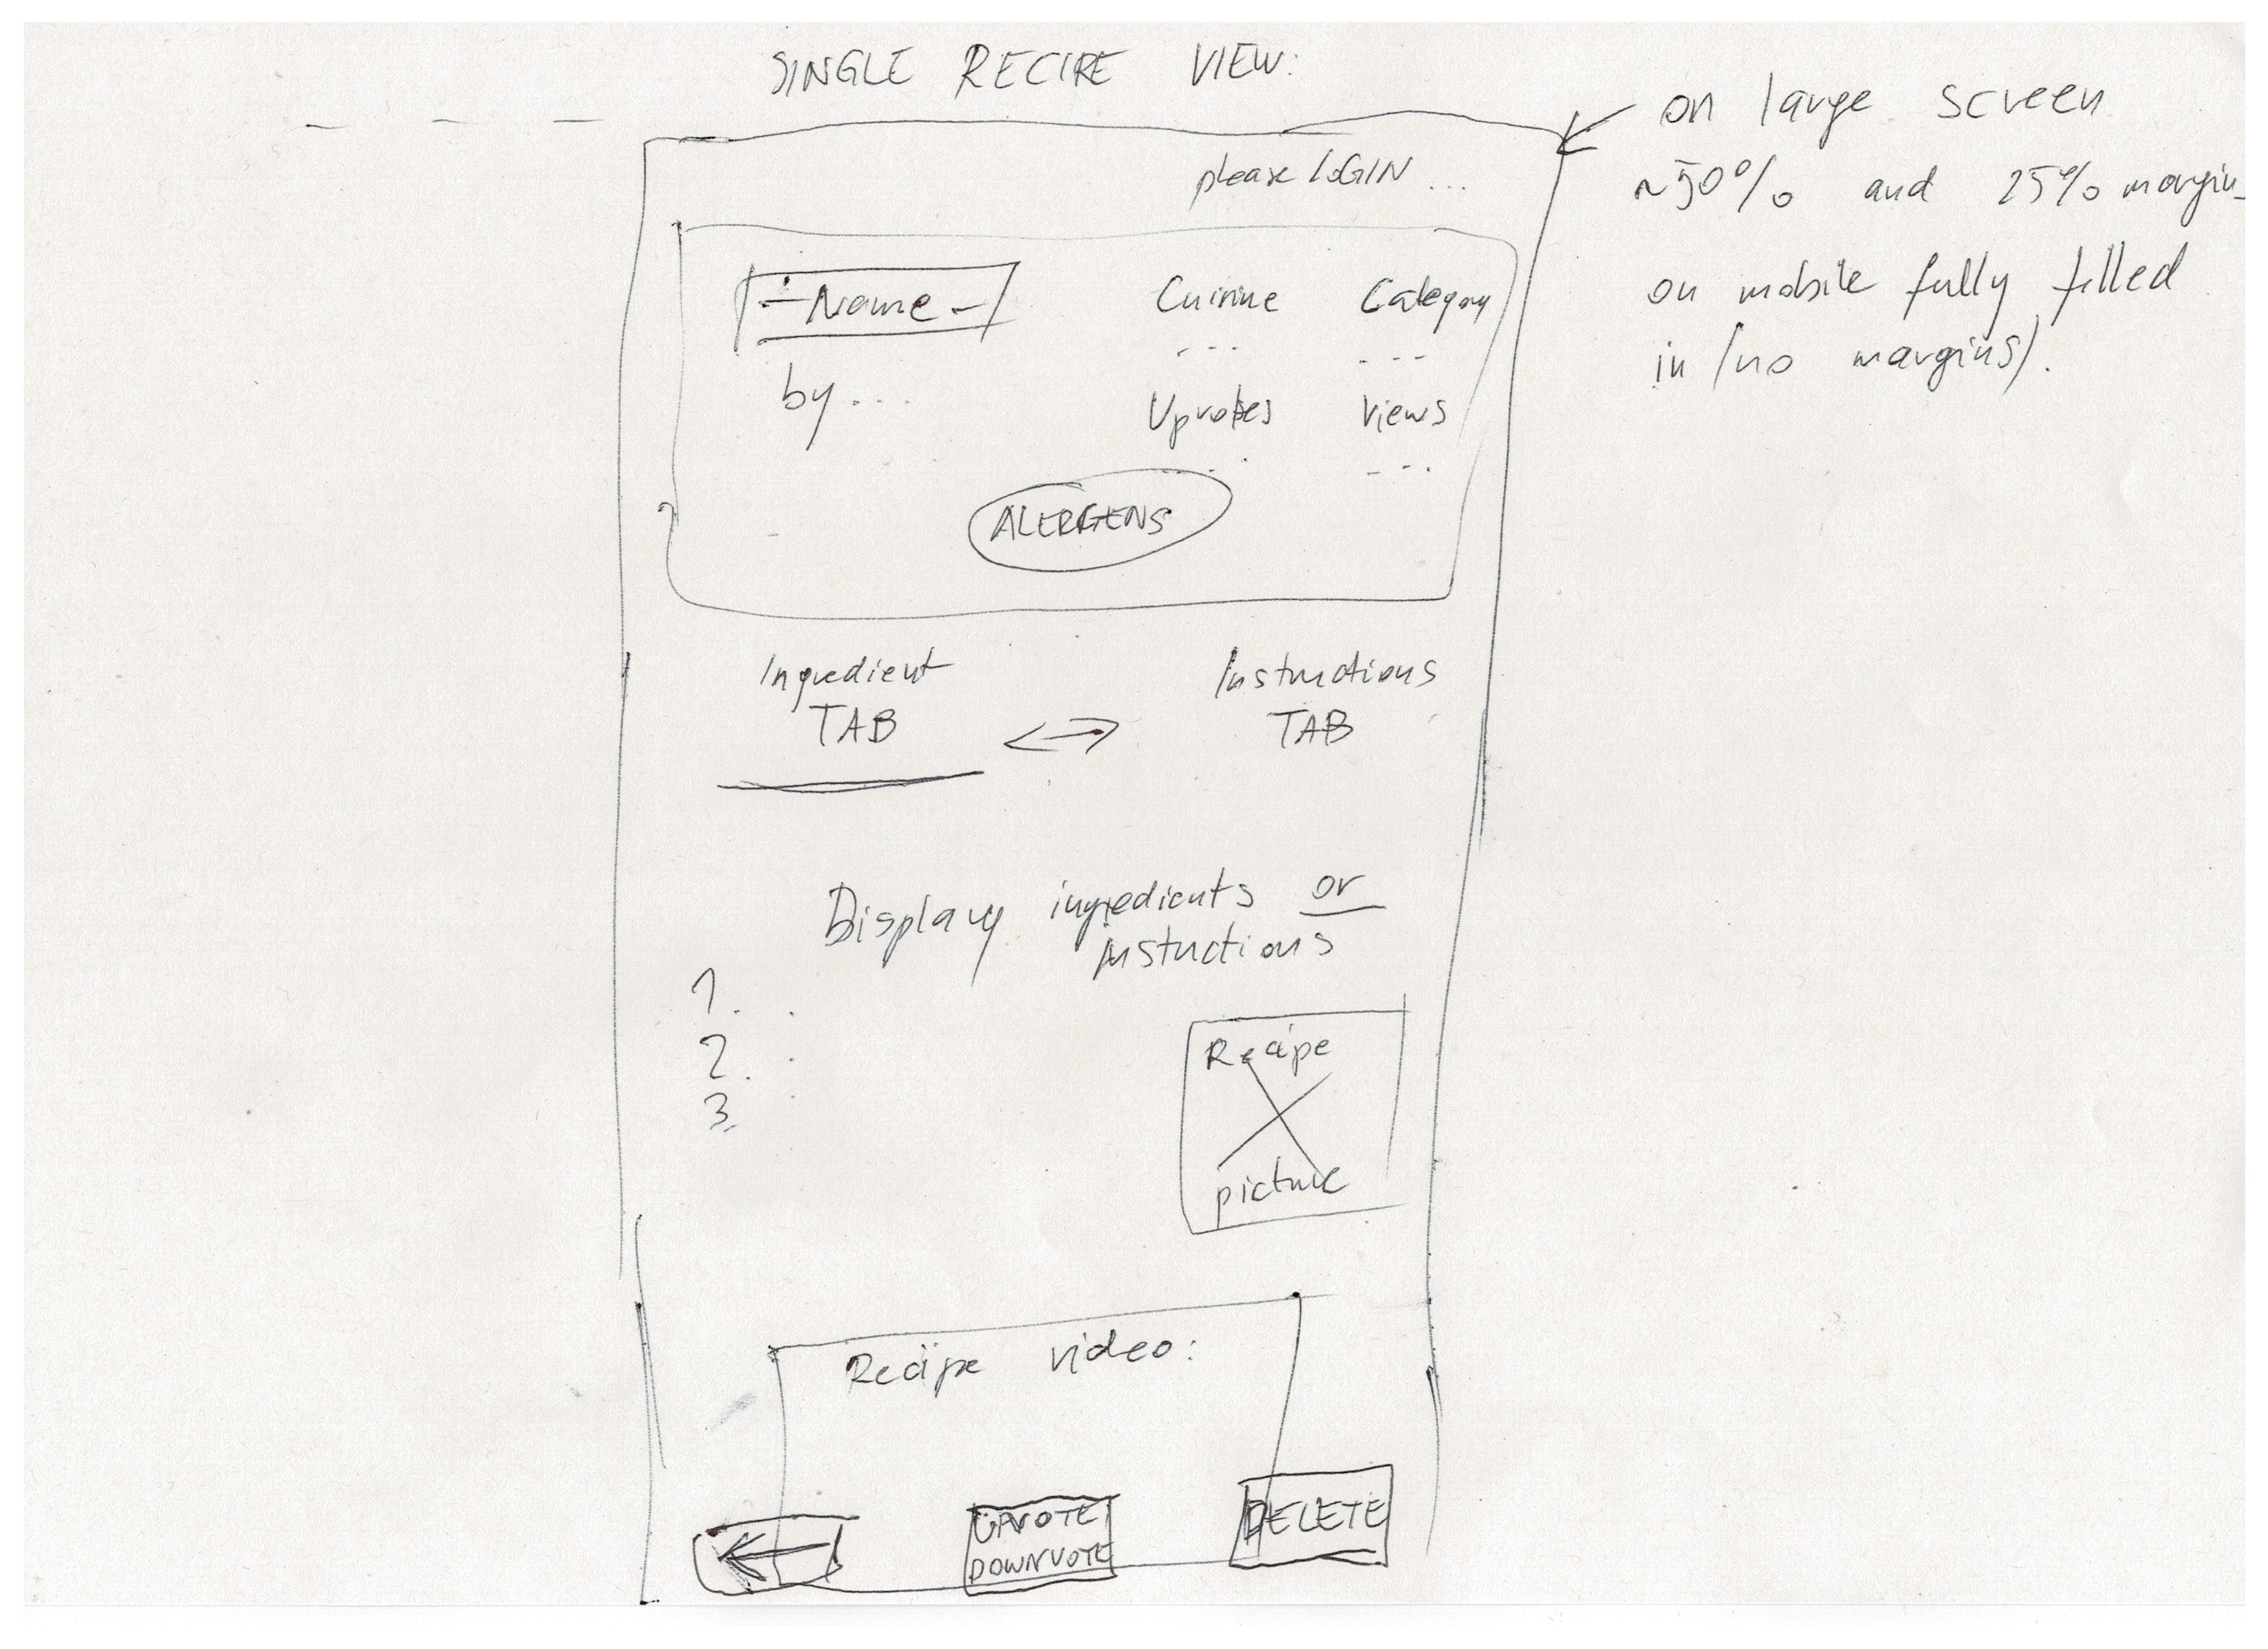 SINGLE RECIPE VIEW:
on large screen
~50% and 25% margin
on mobile fully filled
in (no margins).
please LOGIN ...
- Name -
by ...
Cuisine Category
... ...
Upvotes Views
... ...
ALERGENS
Ingredient
TAB
Instructions
TAB
Display ingredients or
instuctions
1. .
2. .
3. .
Recipe
picture
Recipe video:
UPVOTE/
DOWNVOTE
DELETE